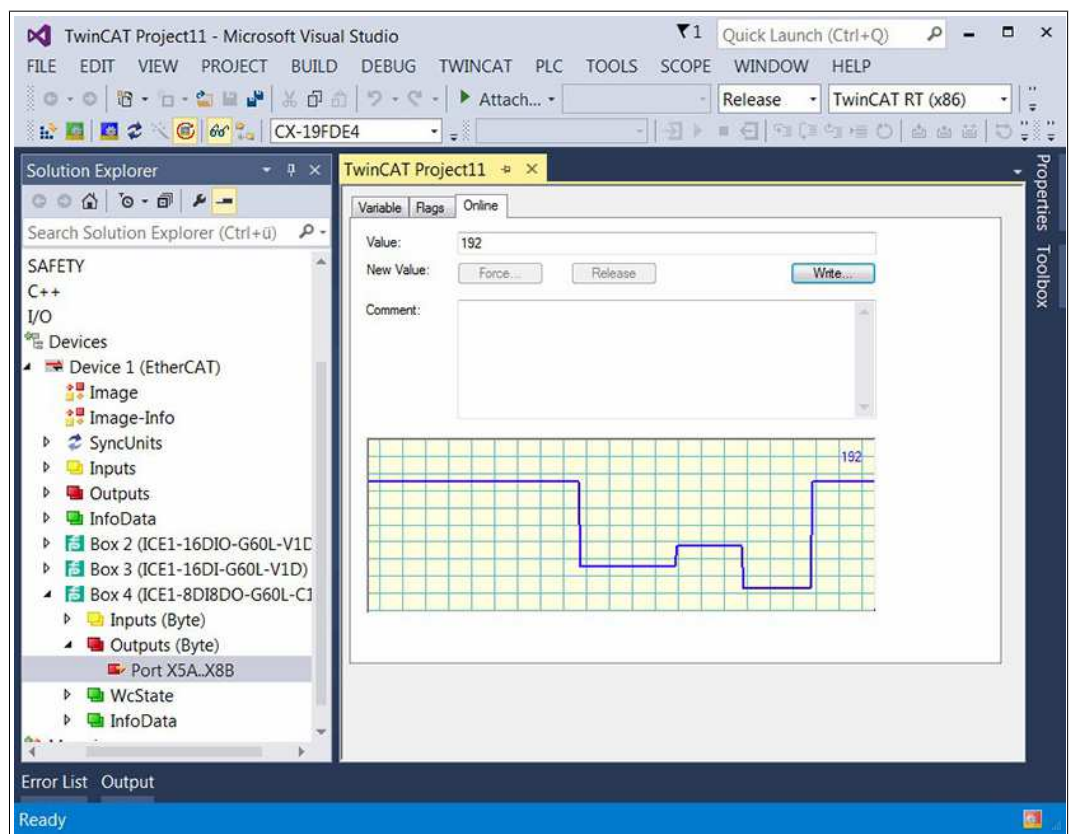 TwinCAT Project11 - Microsoft Visual Studio
1
Quick Launch (Ctrl+Q)
FILE EDIT VIEW PROJECT BUILD DEBUG TWINCAT PLC TOOLS SCOPE WINDOW HELP
Attach...
Release
TwinCAT RT (x86)
CX-19FDE4
Solution Explorer
Search Solution Explorer (Ctrl+ü)
SAFETY
C++
I/O
Devices
Device 1 (EtherCAT)
Image
Image-Info
SyncUnits
Inputs
Outputs
InfoData
Box 2 (ICE1-16DIO-G60L-V1D
Box 3 (ICE1-16DI-G60L-V1D)
Box 4 (ICE1-8DI8DO-G60L-C1
Inputs (Byte)
Outputs (Byte)
Port X5A..X8B
WcState
InfoData
TwinCAT Project11
Variable Flags Online
Value: 192
New Value: Force... Release Write...
Comment:
192
Properties
Toolbox
Error List Output
Ready